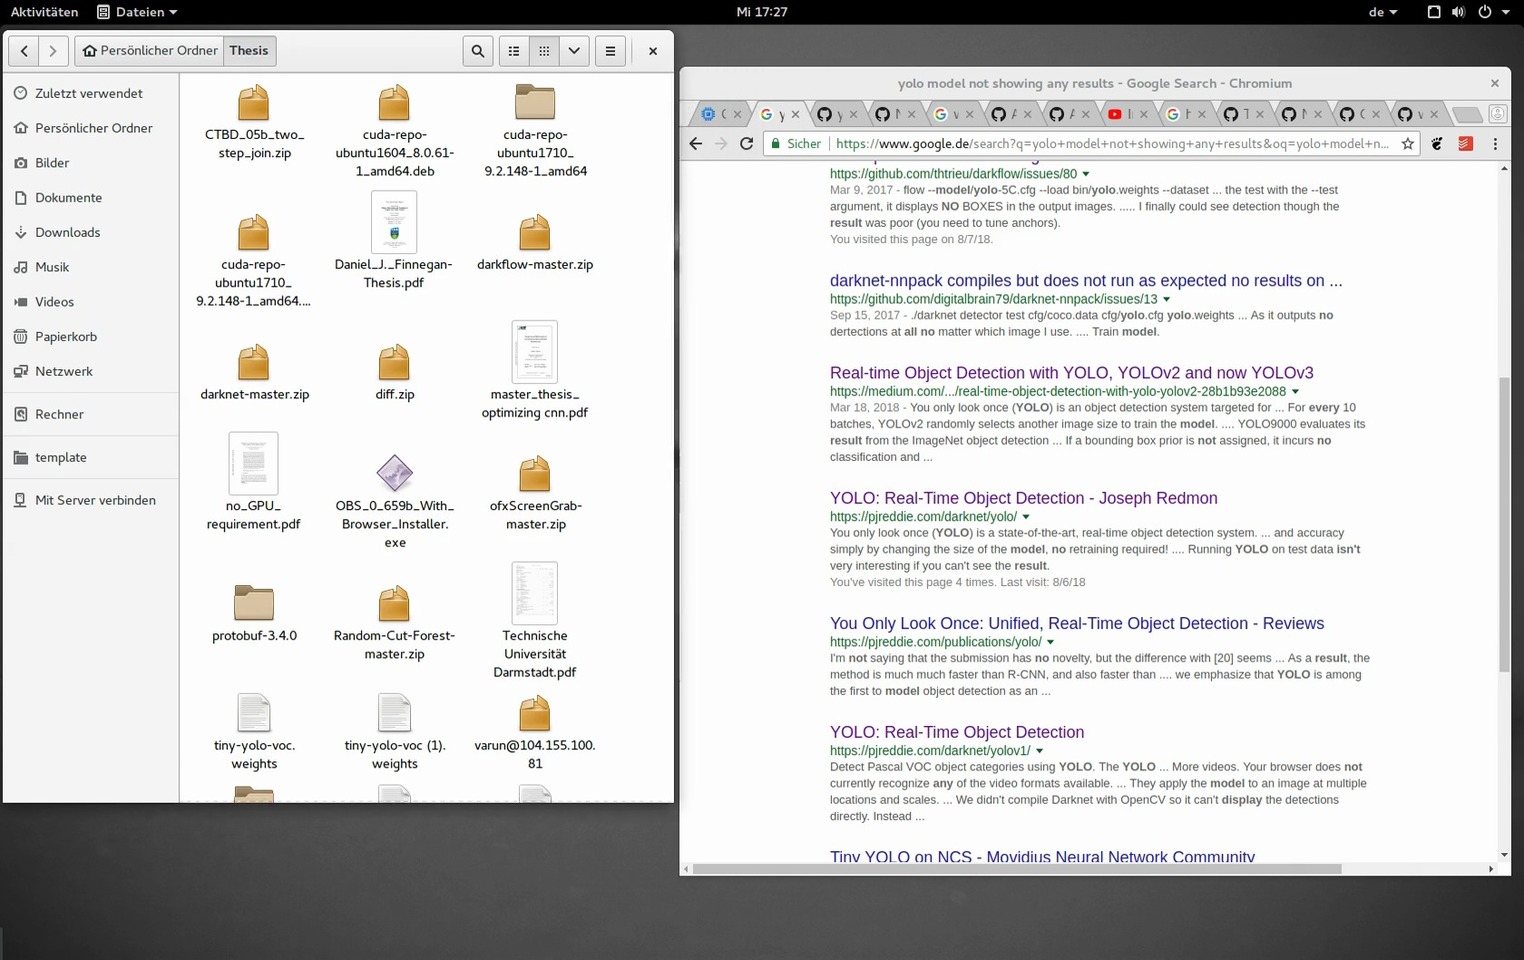 Aktivitäten
Dateien
Mi 17:27
de
Persönlicher Ordner
Thesis
Zuletzt verwendet
Persönlicher Ordner
Bilder
Dokumente
Downloads
Musik
Videos
Papierkorb
Netzwerk
Rechner
template
Mit Server verbinden
CTBD_05b_two_
step_join.zip
cuda-repo-
ubuntu1604_8.0.61-
1_amd64.deb
cuda-repo-
ubuntu1710_
9.2.148-1_amd64
cuda-repo-
ubuntu1710_
9.2.148-1_amd64....
Daniel_J._Finnegan-
Thesis.pdf
darkflow-master.zip
darknet-master.zip
diff.zip
master_thesis_
optimizing cnn.pdf
no_GPU_
requirement.pdf
OBS_0_659b_With_
Browser_Installer.
exe
ofxScreenGrab-
master.zip
protobuf-3.4.0
Random-Cut-Forest-
master.zip
Technische
Universität
Darmstadt.pdf
tiny-yolo-voc.
weights
tiny-yolo-voc (1).
weights
varun@104.155.100.
81
yolo model not showing any results - Google Search - Chromium
Sicher
https://www.google.de/search?q=yolo+model+not+showing+any+results&oq=yolo+model+n...
https://github.com/thtrieu/darkflow/issues/80
Mar 9, 2017 - flow --model/yolo-5C.cfg --load bin/yolo.weights --dataset ... the test with the --test
argument, it displays NO BOXES in the output images. ..... I finally could see detection though the
result was poor (you need to tune anchors).
You visited this page on 8/7/18.
darknet-nnpack compiles but does not run as expected no results on ...
https://github.com/digitalbrain79/darknet-nnpack/issues/13
Sep 15, 2017 - ./darknet detector test cfg/coco.data cfg/yolo.cfg yolo.weights ... As it outputs no
dertections at all no matter which image I use. .... Train model.
Real-time Object Detection with YOLO, YOLOv2 and now YOLOv3
https://medium.com/.../real-time-object-detection-with-yolo-yolov2-28b1b93e2088
Mar 18, 2018 - You only look once (YOLO) is an object detection system targeted for ... For every 10
batches, YOLOv2 randomly selects another image size to train the model. .... YOLO9000 evaluates its
result from the ImageNet object detection ... If a bounding box prior is not assigned, it incurs no
classification and ...
YOLO: Real-Time Object Detection - Joseph Redmon
https://pjreddie.com/darknet/yolo/
You only look once (YOLO) is a state-of-the-art, real-time object detection system. ... and accuracy
simply by changing the size of the model, no retraining required! .... Running YOLO on test data isn't
very interesting if you can't see the result.
You've visited this page 4 times. Last visit: 8/6/18
You Only Look Once: Unified, Real-Time Object Detection - Reviews
https://pjreddie.com/publications/yolo/
I'm not saying that the submission has no novelty, but the difference with [20] seems ... As a result, the
method is much much faster than R-CNN, and also faster than .... we emphasize that YOLO is among
the first to model object detection as an ...
YOLO: Real-Time Object Detection
https://pjreddie.com/darknet/yolov1/
Detect Pascal VOC object categories using YOLO. The YOLO ... More videos. Your browser does not
currently recognize any of the video formats available. ... They apply the model to an image at multiple
locations and scales. ... We didn't compile Darknet with OpenCV so it can't display the detections
directly. Instead ...
Tiny YOLO on NCS - Movidius Neural Network Community